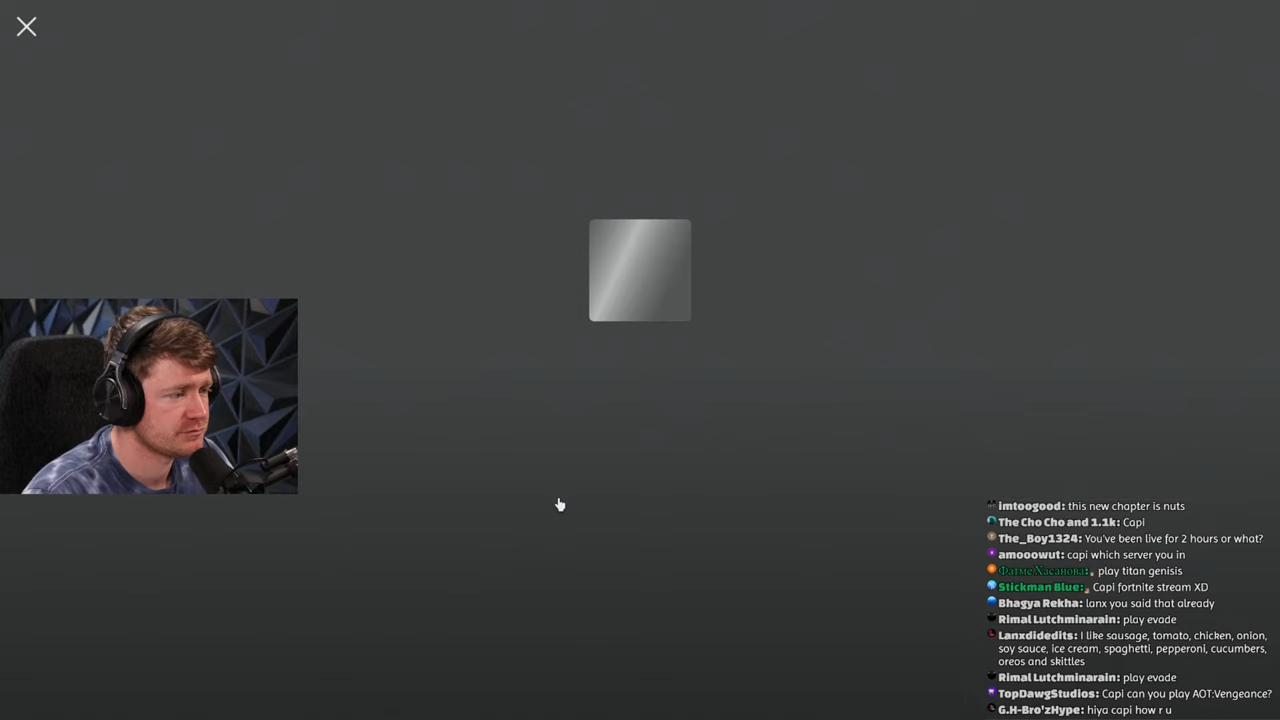 imtoogood: this new chapter is nuts
The Cho Cho and 1.1k: Capi
The_Boy1324: You've been live for 2 hours or what?
amooowut: capi which server you in
Фатме Хасанова: play titan genisis
Stickman Blue: Capi fortnite stream XD
Bhagya Rekha: lanx you said that already
Rimal Lutchminarain: play evade
Lanxdidedits: I like sausage, tomato, chicken, onion,
soy sauce, ice cream, spaghetti, pepperoni, cucumbers,
oreos and skittles
Rimal Lutchminarain: play evade
TopDawgStudios: Capi can you play AOT:Vengeance?
G.H-Bro'zHype: hiya capi how r u